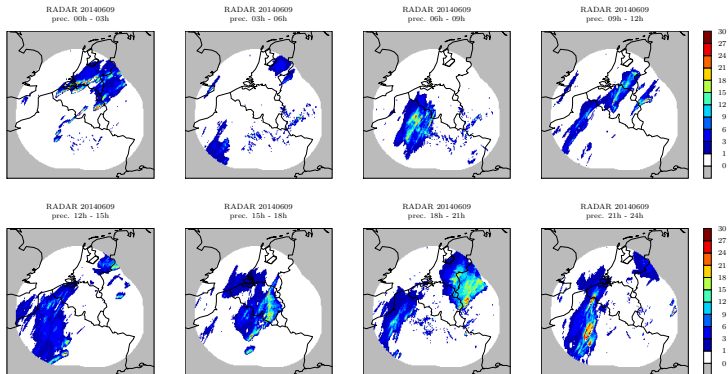 RADAR 20140609
prec. 00h - 03h
RADAR 20140609
prec. 03h - 06h
RADAR 20140609
prec. 06h - 09h
RADAR 20140609
prec. 09h - 12h
30
27
24
21
18
15
12
9
6
3
1
0
RADAR 20140609
prec. 12h - 15h
RADAR 20140609
prec. 15h - 18h
RADAR 20140609
prec. 18h - 21h
RADAR 20140609
prec. 21h - 24h
30
27
24
21
18
15
12
9
6
3
1
0